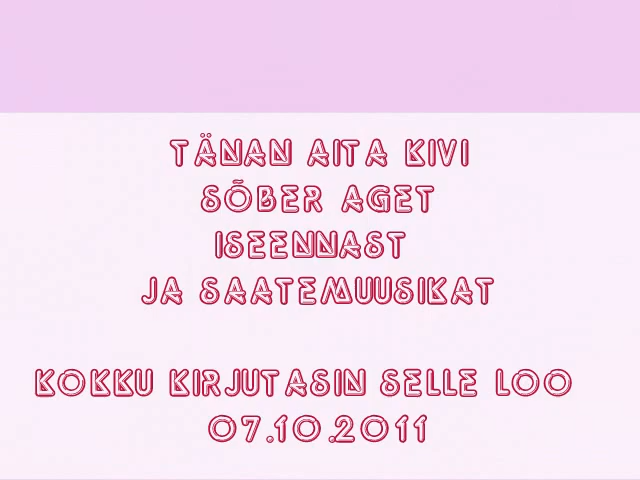 TÄNAN AITA KIVI
SÕBER AGET
ISEENNAST
JA SAATEMUUSIKAT
KOKKU KIRJUTASIN SELLE LOO
07.10.2011